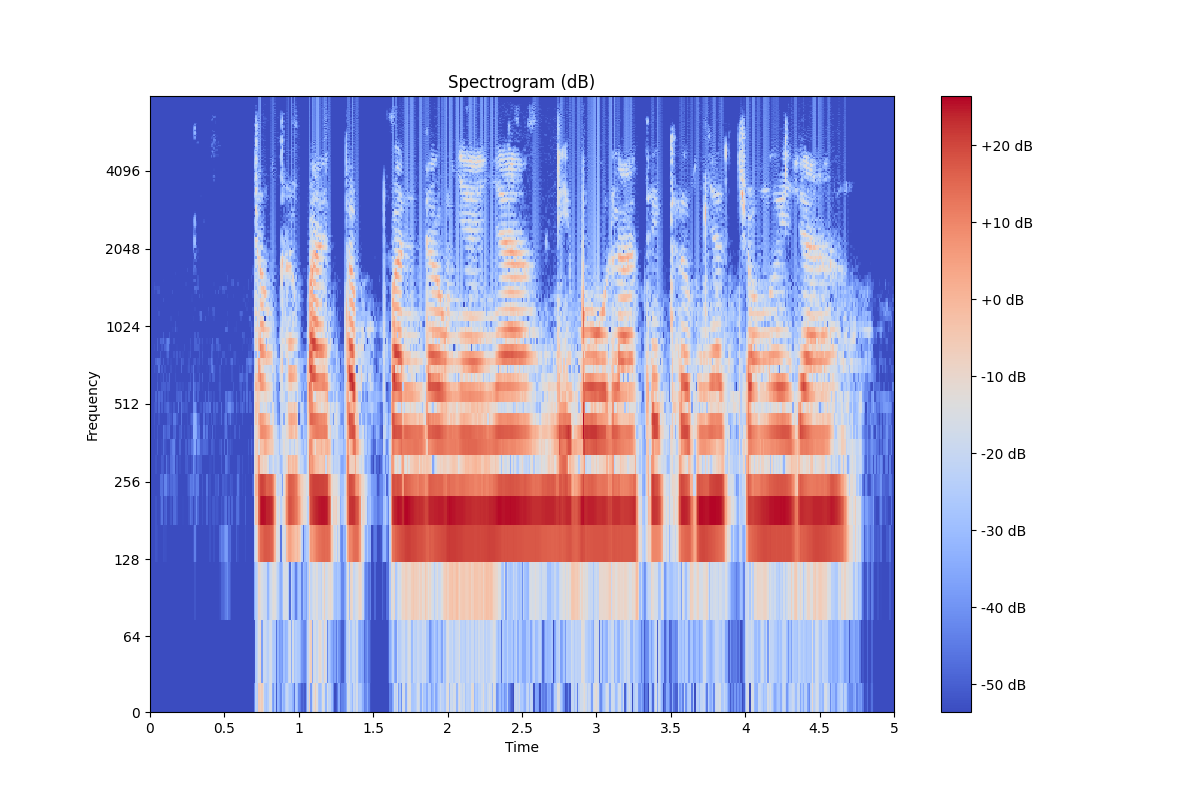 Spectrogram (dB)
Frequency
4096
2048
1024
512
256
128
64
0
0 0.5 1 1.5 2 2.5 3 3.5 4 4.5 5
Time
+20 dB
+10 dB
+0 dB
-10 dB
-20 dB
-30 dB
-40 dB
-50 dB